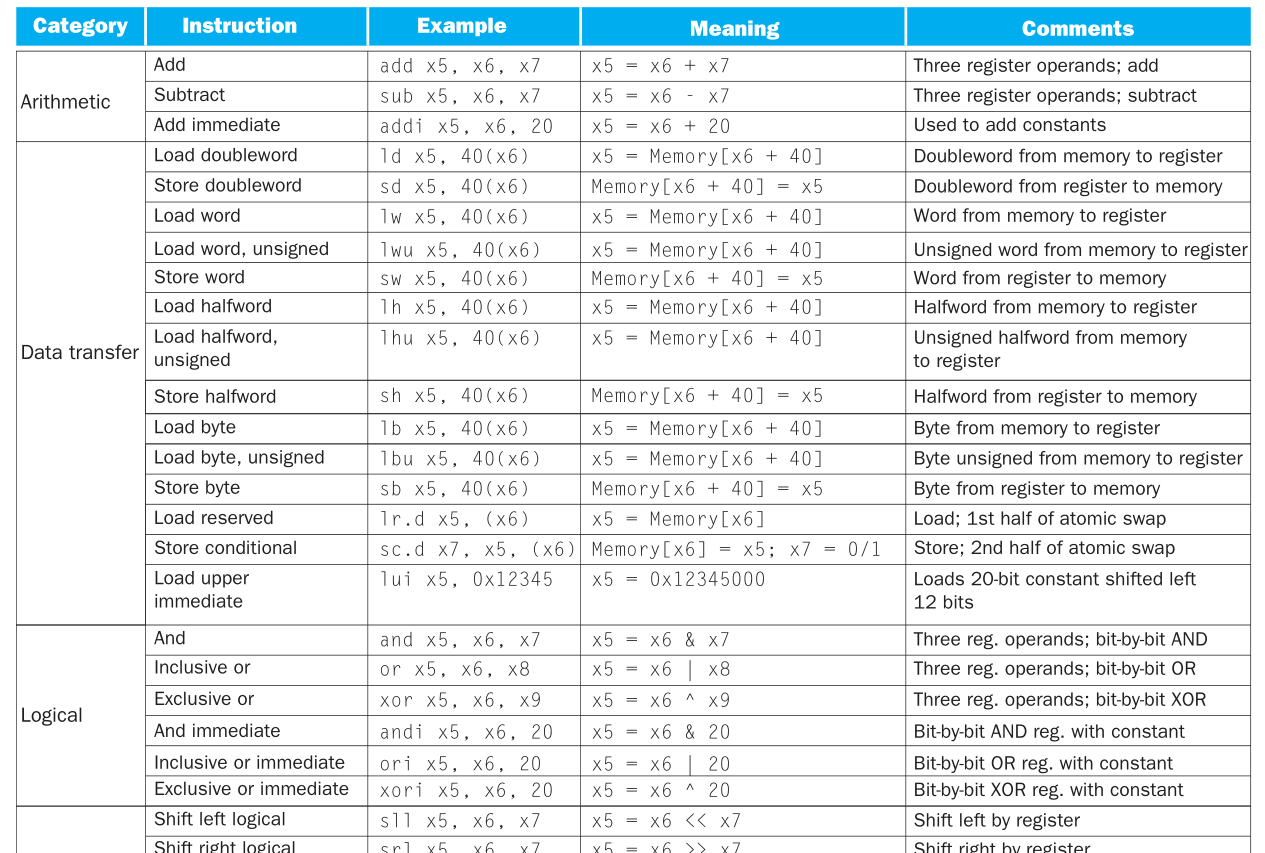 Category Instruction Example Meaning Comments
Arithmetic
Add add x5, x6, x7 x5 = x6 + x7 Three register operands; add
Subtract sub x5, x6, x7 x5 = x6 - x7 Three register operands; subtract
Add immediate addi x5, x6, 20 x5 = x6 + 20 Used to add constants
Data transfer
Load doubleword ld x5, 40(x6) x5 = Memory[x6 + 40] Doubleword from memory to register
Store doubleword sd x5, 40(x6) Memory[x6 + 40] = x5 Doubleword from register to memory
Load word lw x5, 40(x6) x5 = Memory[x6 + 40] Word from memory to register
Load word, unsigned lwu x5, 40(x6) x5 = Memory[x6 + 40] Unsigned word from memory to register
Store word sw x5, 40(x6) Memory[x6 + 40] = x5 Word from register to memory
Load halfword lh x5, 40(x6) x5 = Memory[x6 + 40] Halfword from memory to register
Load halfword, lhu x5, 40(x6) x5 = Memory[x6 + 40] Unsigned halfword from memory
unsigned to register
Store halfword sh x5, 40(x6) Memory[x6 + 40] = x5 Halfword from register to memory
Load byte lb x5, 40(x6) x5 = Memory[x6 + 40] Byte from memory to register
Load byte, unsigned lbu x5, 40(x6) x5 = Memory[x6 + 40] Byte unsigned from memory to register
Store byte sb x5, 40(x6) Memory[x6 + 40] = x5 Byte from register to memory
Load reserved lr.d x5, (x6) x5 = Memory[x6] Load; 1st half of atomic swap
Store conditional sc.d x7, x5, (x6) Memory[x6] = x5; x7 = 0/1 Store; 2nd half of atomic swap
Load upper lui x5, 0x12345 x5 = 0x12345000 Loads 20-bit constant shifted left
immediate 12 bits
Logical
And and x5, x6, x7 x5 = x6 & x7 Three reg. operands; bit-by-bit AND
Inclusive or or x5, x6, x8 x5 = x6 | x8 Three reg. operands; bit-by-bit OR
Exclusive or xor x5, x6, x9 x5 = x6 ^ x9 Three reg. operands; bit-by-bit XOR
And immediate andi x5, x6, 20 x5 = x6 & 20 Bit-by-bit AND reg. with constant
Inclusive or immediate ori x5, x6, 20 x5 = x6 | 20 Bit-by-bit OR reg. with constant
Exclusive or immediate xori x5, x6, 20 x5 = x6 ^ 20 Bit-by-bit XOR reg. with constant
Shift left logical sll x5, x6, x7 x5 = x6 << x7 Shift left by register
Shift right logical srl x5, x6, x7 x5 = x6 >> x7 Shift right by register